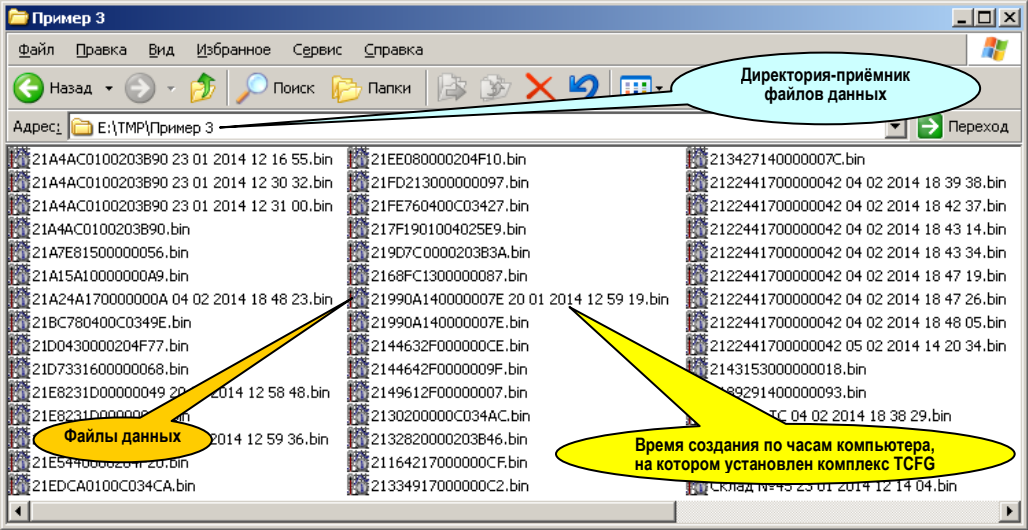 Пример 3
Файл Правка Вид Избранное Сервис Справка
Назад Поиск Папки
Директория-приёмник
файлов данных
Адрес: E:\TMP\Пример 3 Переход
21A4AC0100203B90 23 01 2014 12 16 55.bin
21A4AC0100203B90 23 01 2014 12 30 32.bin
21A4AC0100203B90 23 01 2014 12 31 00.bin
21A4AC0100203B90.bin
21A7E81500000056.bin
21A15A10000000A9.bin
21A24A170000000A 04 02 2014 18 48 23.bin
21BC780400C0349E.bin
21D0430000204F77.bin
21D7331600000068.bin
21E8231D00000049 20 2014 12 58 48.bin
2014 12 59 36.bin
21EDCA0100C034CA.bin
21EE080000204F10.bin
21FD213000000097.bin
21FE760400C03427.bin
217F1901004025E9.bin
219D7C0000203B3A.bin
2168FC1300000087.bin
21990A140000007E 20 01 2014 12 59 19.bin
21990A140000007E.bin
2144632F000000CE.bin
2144642F0000009F.bin
2149612F00000007.bin
2130200000C034AC.bin
2132820000203B46.bin
21164217000000CF.bin
21334917000000C2.bin
213427140000007C.bin
2122441700000042 04 02 2014 18 39 38.bin
2122441700000042 04 02 2014 18 42 37.bin
2122441700000042 04 02 2014 18 43 14.bin
2122441700000042 04 02 2014 18 43 34.bin
2122441700000042 04 02 2014 18 47 19.bin
2122441700000042 04 02 2014 18 47 26.bin
2122441700000042 04 02 2014 18 48 05.bin
2122441700000042 05 02 2014 14 20 34.bin
2143153000000018.bin
89291400000093.bin
ТС 04 02 2014 18 38 29.bin
Склад №45 23 01 2014 12 14 04.bin
Файлы данных
Время создания по часам компьютера,
на котором установлен комплекс TCFG